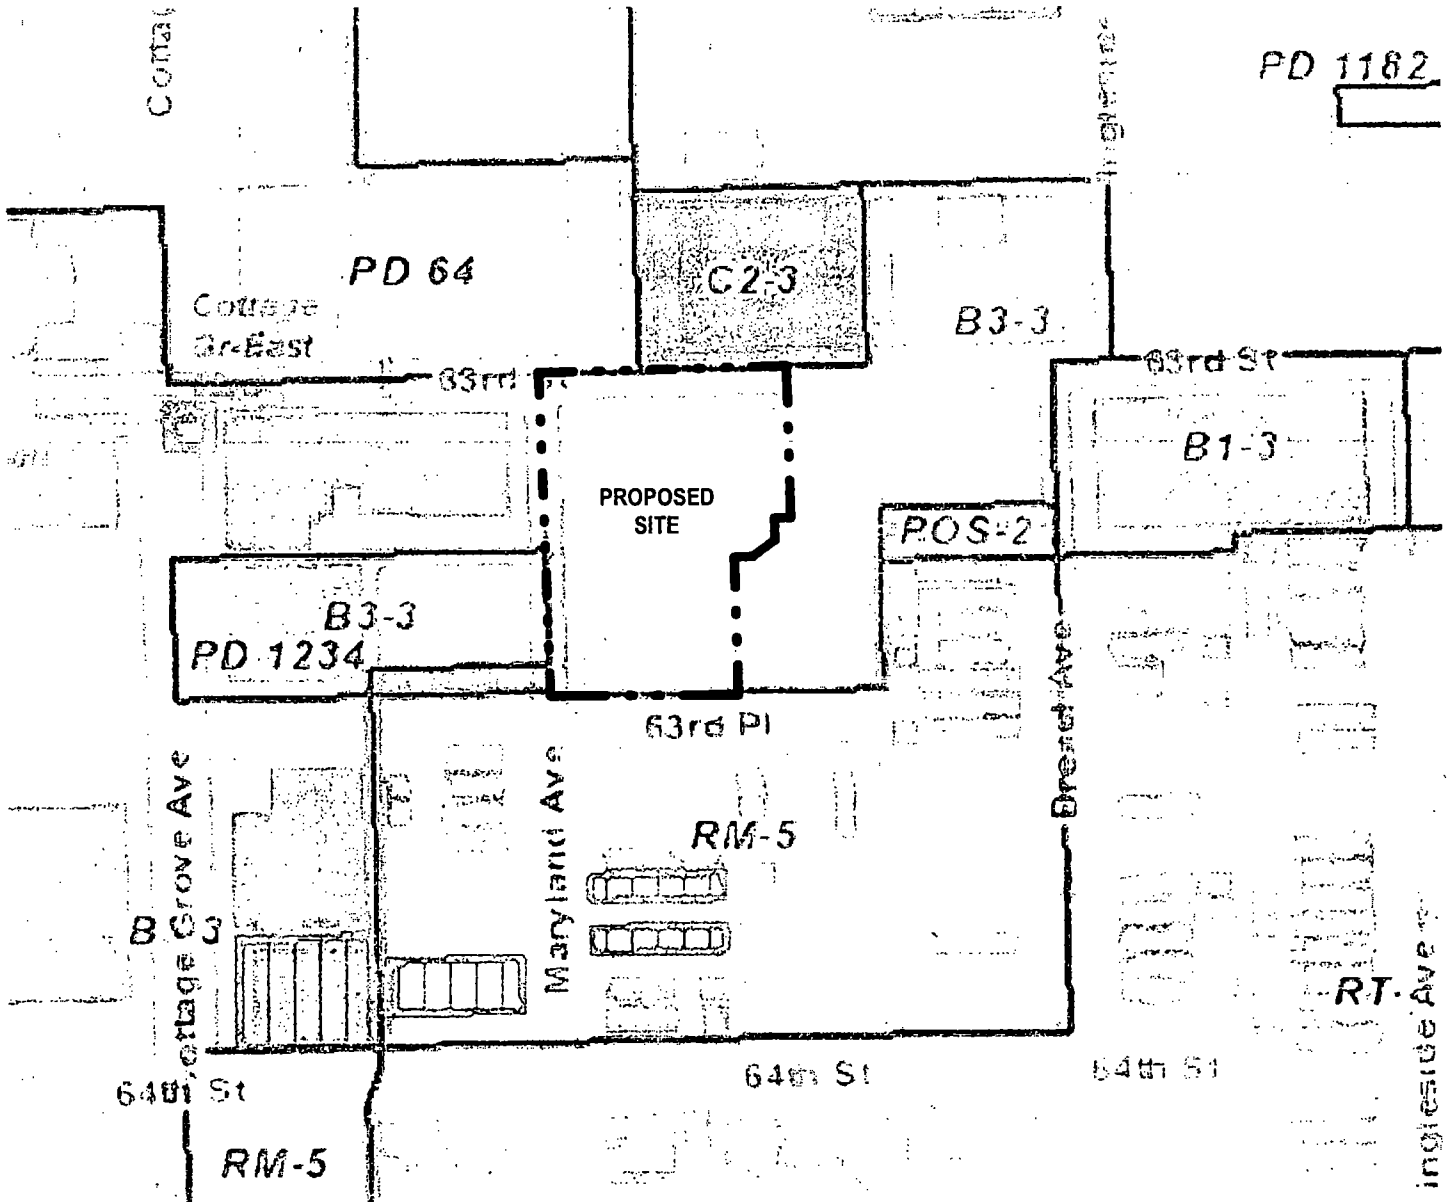 PD 1182
PD 64
C2-3
Cottage
Gr-East
B3-3
63rd
63rd St
B1-3
PROPOSED
SITE
POS-2
B3-3
PD 1234
63rd Pl
Cottage Grove Ave
Maryland Ave
Drexel Ave
RM-5
B 3
RT-
Ingleside Ave
64th St
64th St
64th St
RM-5